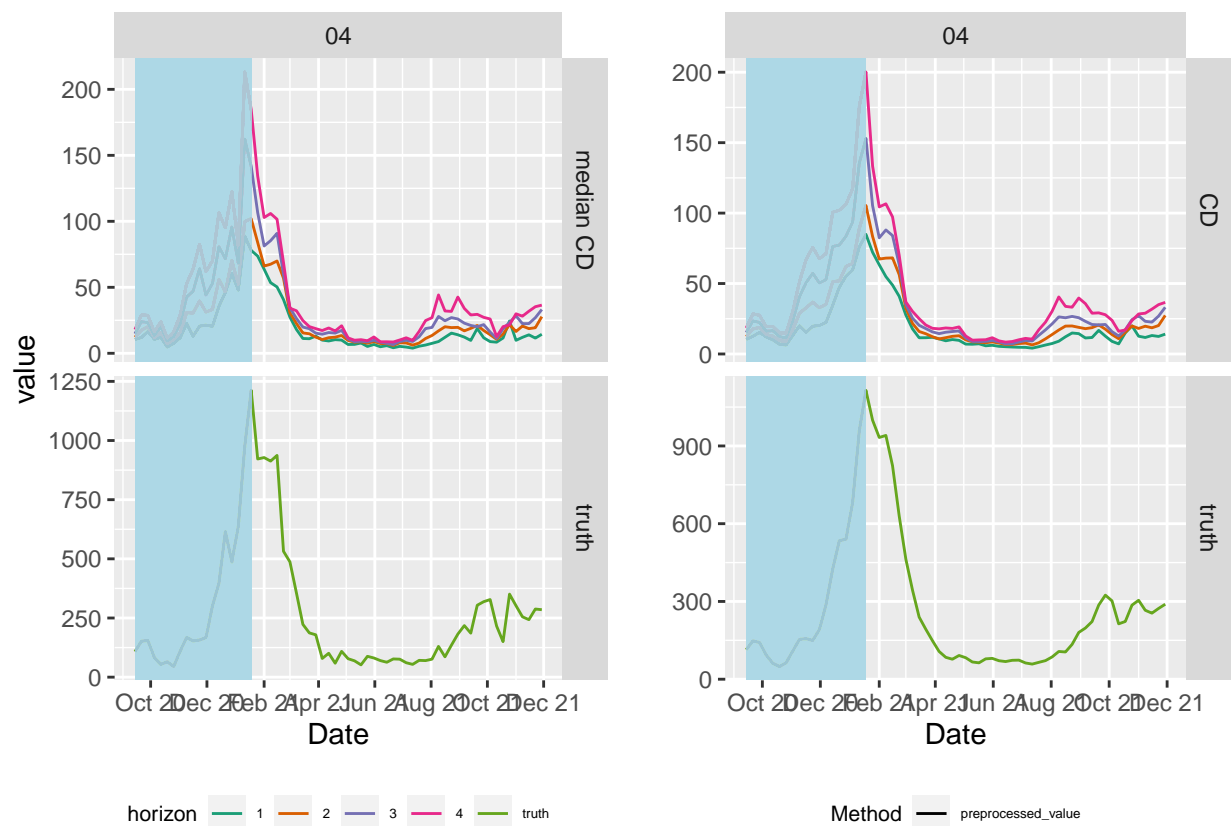 04
04
200
150
100
50
0
median CD
200
150
100
50
0
CD
value
1250
1000
750
500
250
0
truth
900
600
300
0
truth
Oct 20 Dec 20 Feb 21 Apr 21 Jun 21 Aug 21 Oct 21 Dec 21
Oct 20 Dec 20 Feb 21 Apr 21 Jun 21 Aug 21 Oct 21 Dec 21
Date
Date
horizon 1 2 3 4 truth
Method preprocessed_value